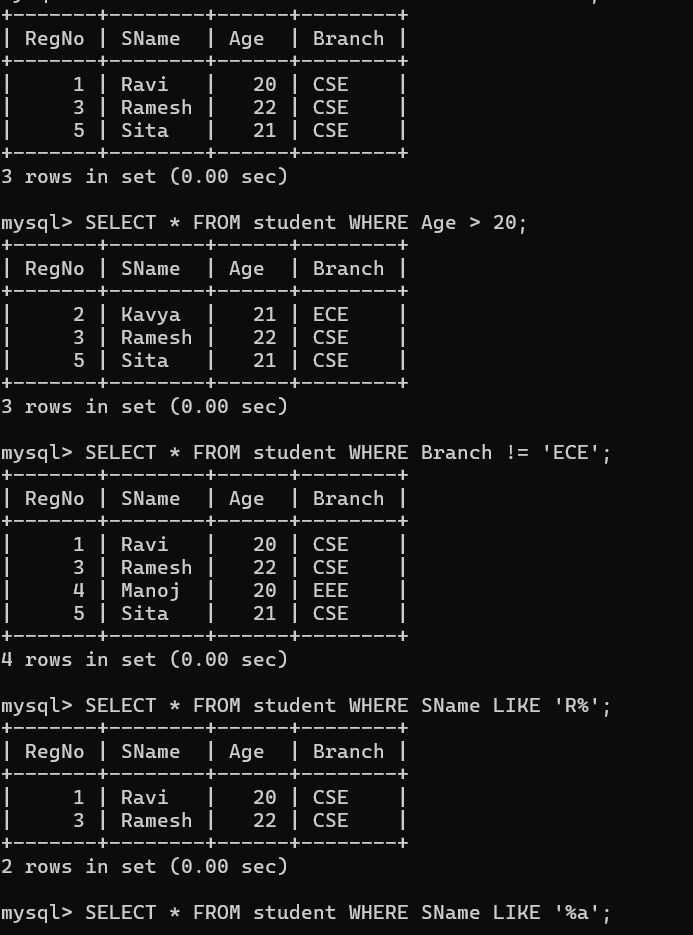 +-------+--------+------+--------+
| RegNo | SName  | Age  | Branch |
+-------+--------+------+--------+
|     1 | Ravi   |   20 | CSE    |
|     3 | Ramesh |   22 | CSE    |
|     5 | Sita   |   21 | CSE    |
+-------+--------+------+--------+
3 rows in set (0.00 sec)

mysql> SELECT * FROM student WHERE Age > 20;
+-------+--------+------+--------+
| RegNo | SName  | Age  | Branch |
+-------+--------+------+--------+
|     2 | Kavya  |   21 | ECE    |
|     3 | Ramesh |   22 | CSE    |
|     5 | Sita   |   21 | CSE    |
+-------+--------+------+--------+
3 rows in set (0.00 sec)

mysql> SELECT * FROM student WHERE Branch != 'ECE';
+-------+--------+------+--------+
| RegNo | SName  | Age  | Branch |
+-------+--------+------+--------+
|     1 | Ravi   |   20 | CSE    |
|     3 | Ramesh |   22 | CSE    |
|     4 | Manoj  |   20 | EEE    |
|     5 | Sita   |   21 | CSE    |
+-------+--------+------+--------+
4 rows in set (0.00 sec)

mysql> SELECT * FROM student WHERE SName LIKE 'R%';
+-------+--------+------+--------+
| RegNo | SName  | Age  | Branch |
+-------+--------+------+--------+
|     1 | Ravi   |   20 | CSE    |
|     3 | Ramesh |   22 | CSE    |
+-------+--------+------+--------+
2 rows in set (0.00 sec)

mysql> SELECT * FROM student WHERE SName LIKE '%a';